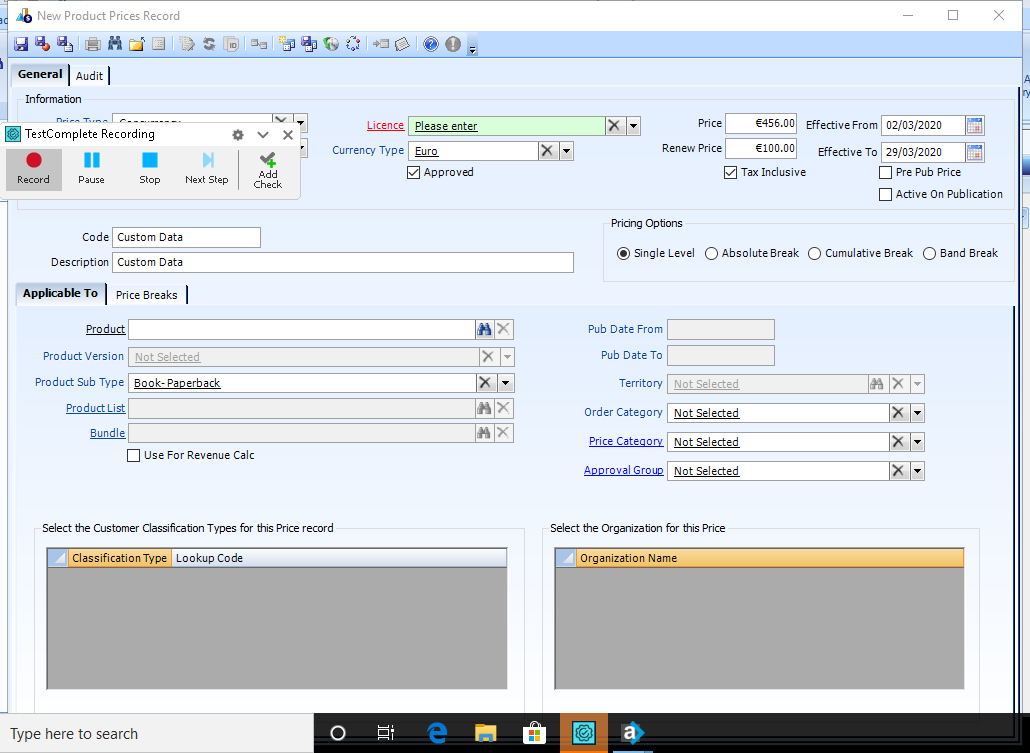 New Product Prices Record
General Audit
Information
Licence Please enter Price €456.00 Effective From 02/03/2020
TestComplete Recording
Currency Type Euro Renew Price €100.00 Effective To 29/03/2020
Approved Tax Inclusive Pre Pub Price
Record Pause Stop Next Step Add Check
Active On Publication
Pricing Options
Code Custom Data
Single Level Absolute Break Cumulative Break Band Break
Description Custom Data
Applicable To Price Breaks
Product Pub Date From
Product Version Not Selected Pub Date To
Product Sub Type Book- Paperback Territory Not Selected
Product List Order Category Not Selected
Bundle Price Category Not Selected
Use For Revenue Calc Approval Group Not Selected
Select the Customer Classification Types for this Price record Select the Organization for this Price
Classification Type Lookup Code Organization Name
Type here to search